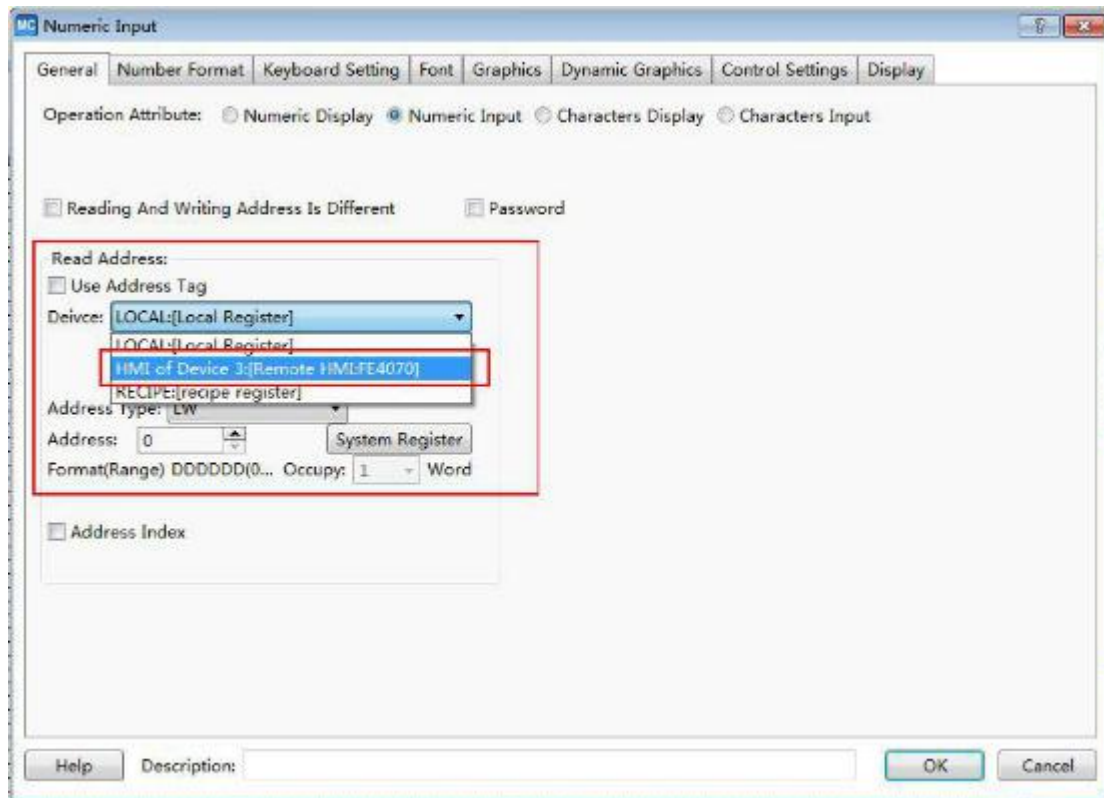 MC Numeric Input
General Number Format Keyboard Setting Font Graphics Dynamic Graphics Control Settings Display
Operation Attribute: Numeric Display Numeric Input Characters Display Characters Input
Reading And Writing Address Is Different Password
Read Address:
Use Address Tag
Deivce: LOCAL:[Local Register]
LOCAL:[Local Register]
HMI of Device 3:[Remote HMI:FE4070]
RECIPE:[recipe register]
Address Type: LW
Address: 0 System Register
Format(Range) DDDDDD(0... Occupy: 1 Word
Address Index
Help Description: OK Cancel